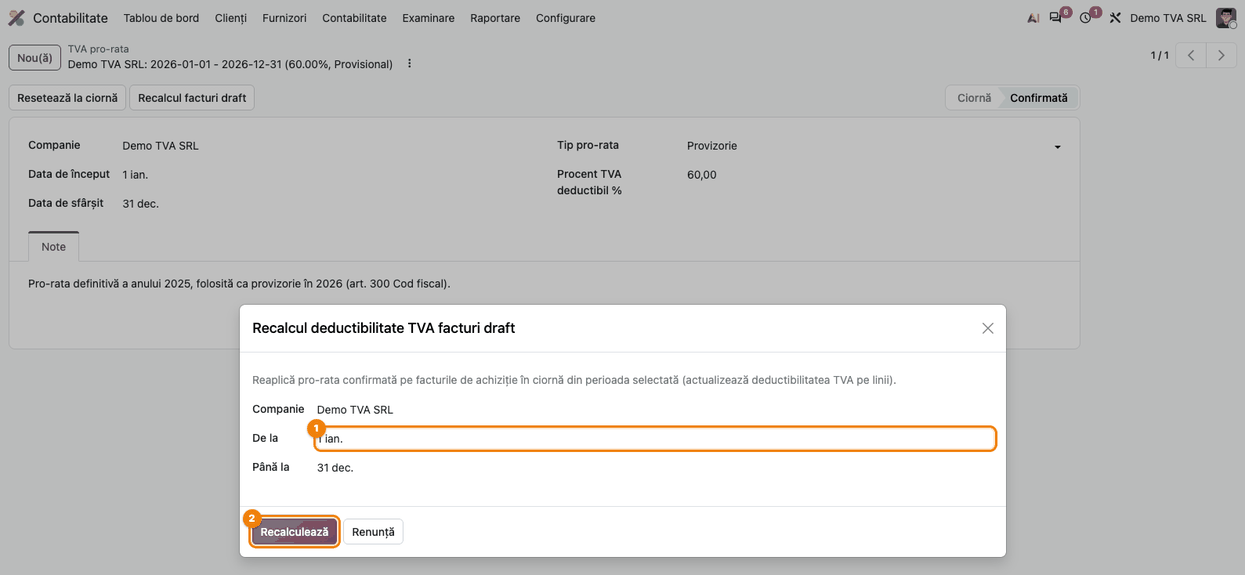 Contabilitate Tablou de bord Clienți Furnizori Contabilitate Examinare Raportare Configurare AI 6 1 Demo TVA SRL
Nou(ă) TVA pro-rata 1 / 1
Demo TVA SRL: 2026-01-01 - 2026-12-31 (60.00%, Provisional)
Resetează la ciornă Recalcul facturi draft Ciornă Confirmată
Companie Demo TVA SRL Tip pro-rata Provizorie
Data de început 1 ian. Procent TVA deductibil % 60,00
Data de sfârșit 31 dec.
Note
Pro-rata definitivă a anului 2025, folosită ca provizorie în 2026 (art. 300 Cod fiscal).
Recalcul deductibilitate TVA facturi draft
Reaplică pro-rata confirmată pe facturile de achiziție în ciornă din perioada selectată (actualizează deductibilitatea TVA pe linii).
Companie Demo TVA SRL
1
De la 1 ian.
Până la 31 dec.
2
Recalculează Renunță